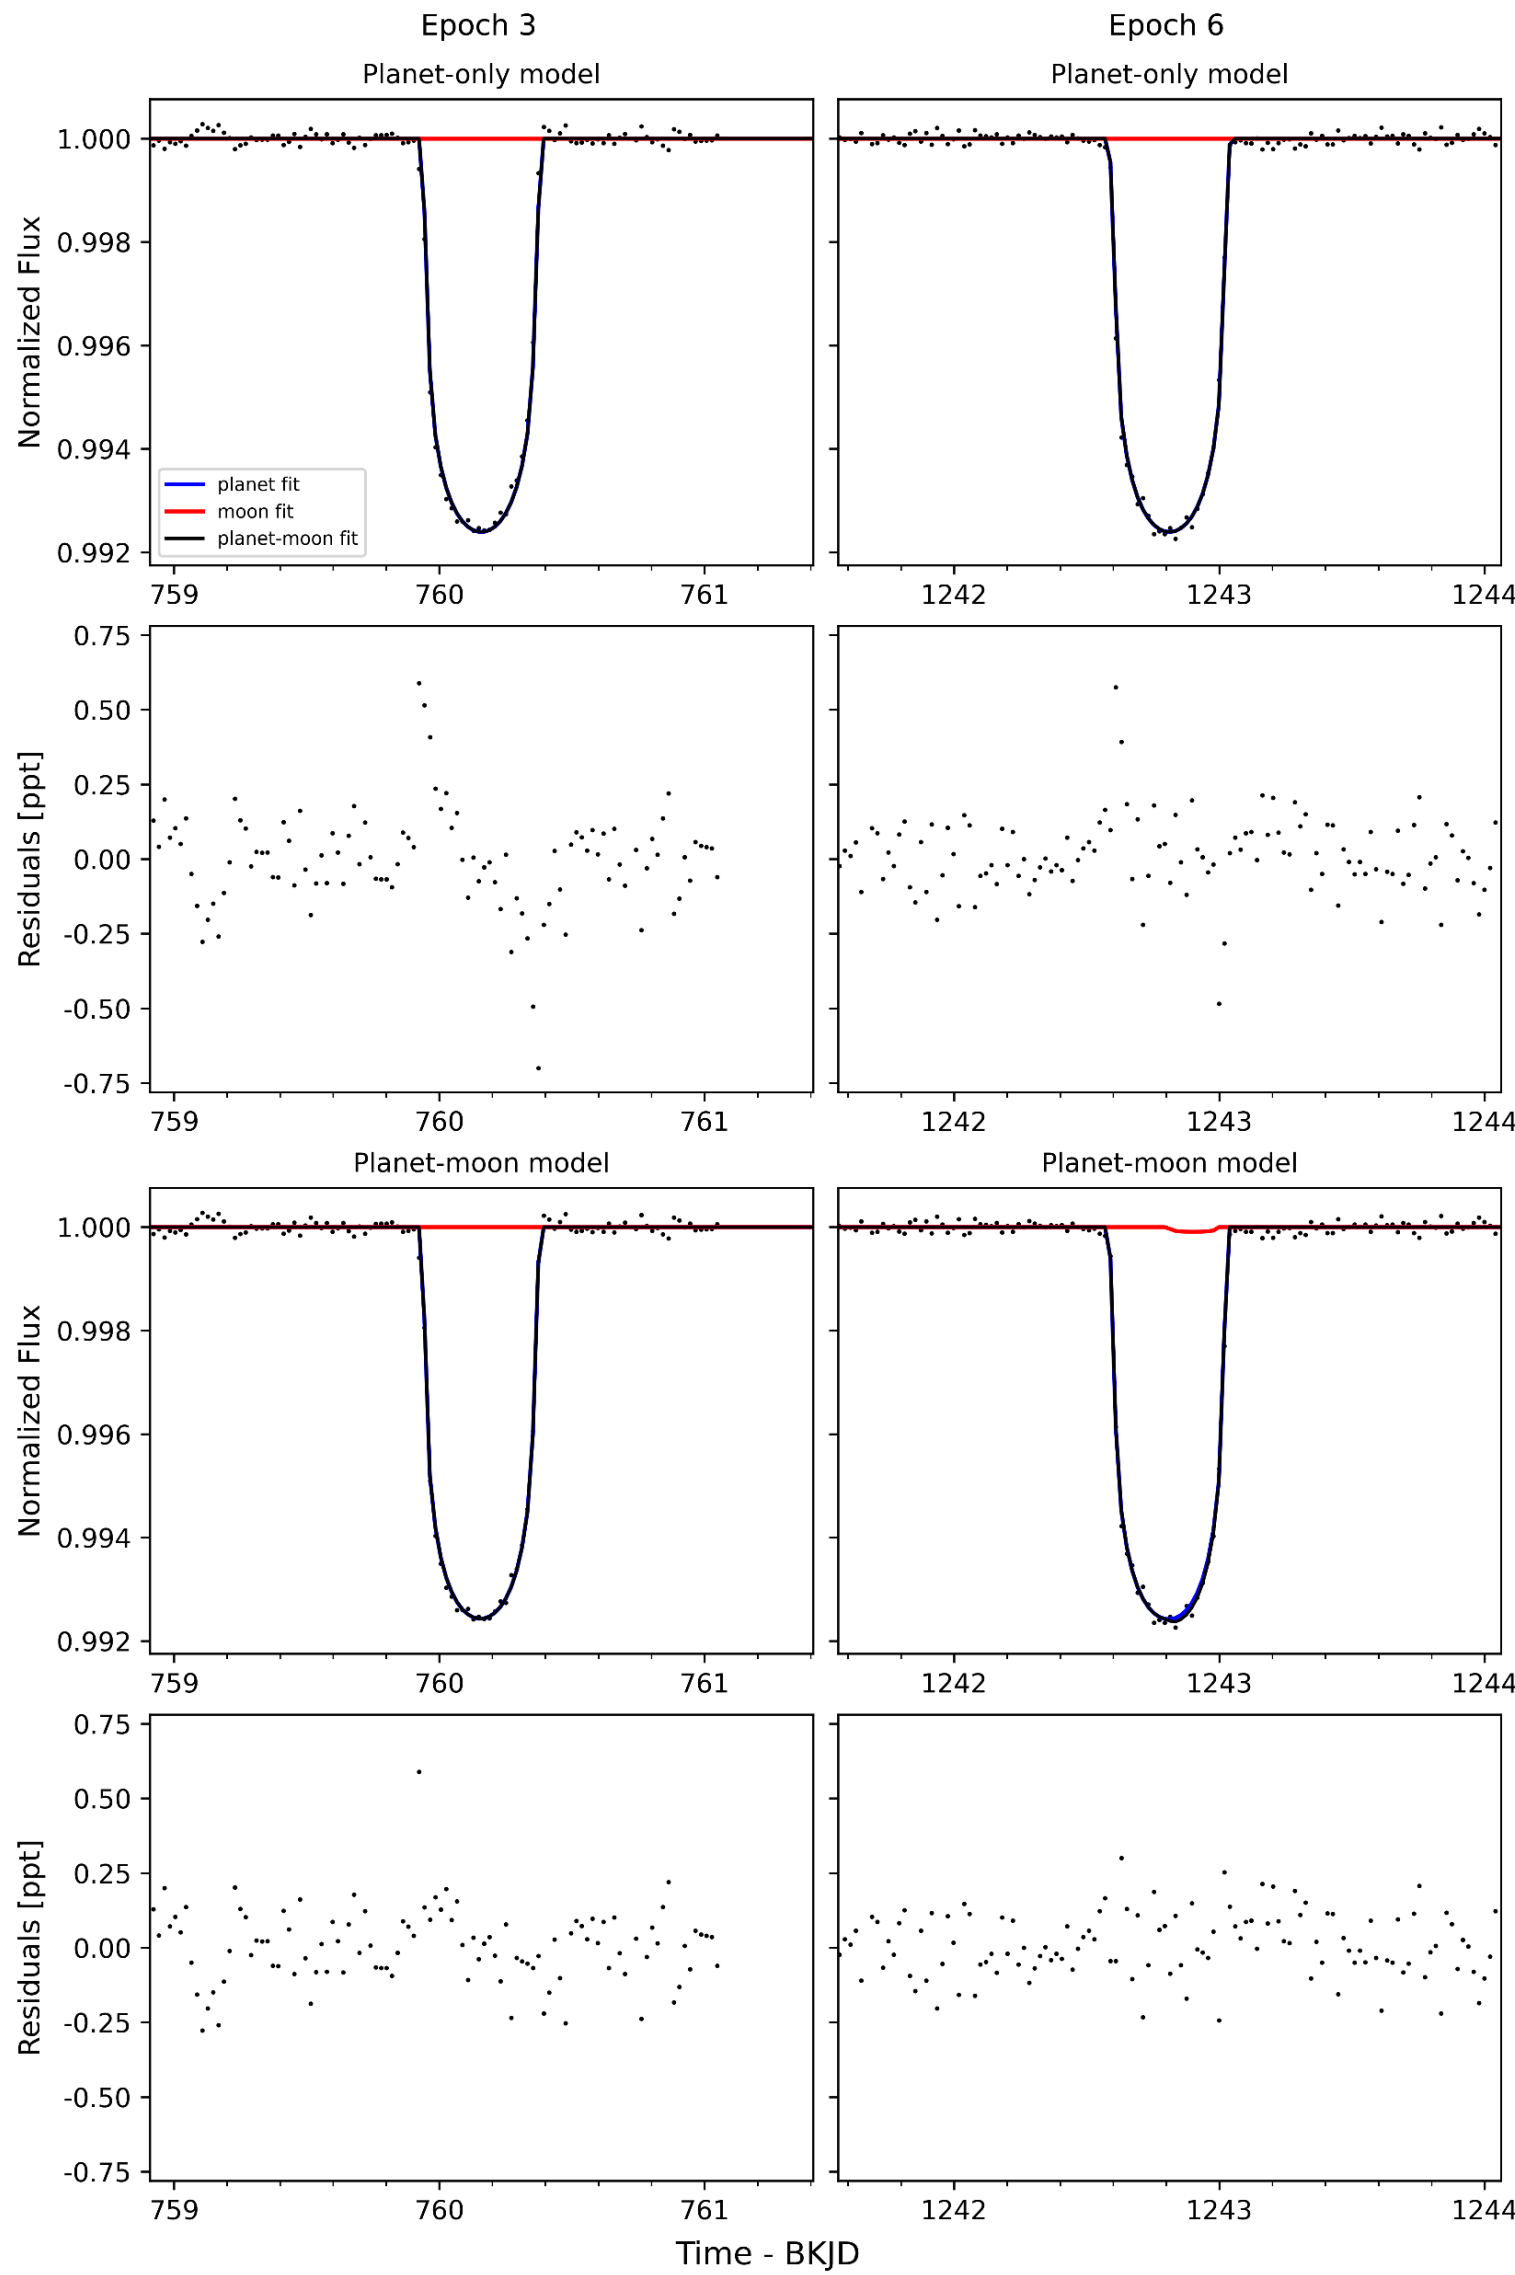 Epoch 3
Epoch 6
Planet-only model
Planet-only model
Normalized Flux
1.000
0.998
0.996
0.994
0.992
planet fit
moon fit
planet-moon fit
759 760 761
1242 1243 1244
Residuals [ppt]
0.75
0.50
0.25
0.00
-0.25
-0.50
-0.75
759 760 761
1242 1243 1244
Planet-moon model
Planet-moon model
Normalized Flux
1.000
0.998
0.996
0.994
0.992
759 760 761
1242 1243 1244
Residuals [ppt]
0.75
0.50
0.25
0.00
-0.25
-0.50
-0.75
759 760 761
1242 1243 1244
Time - BKJD